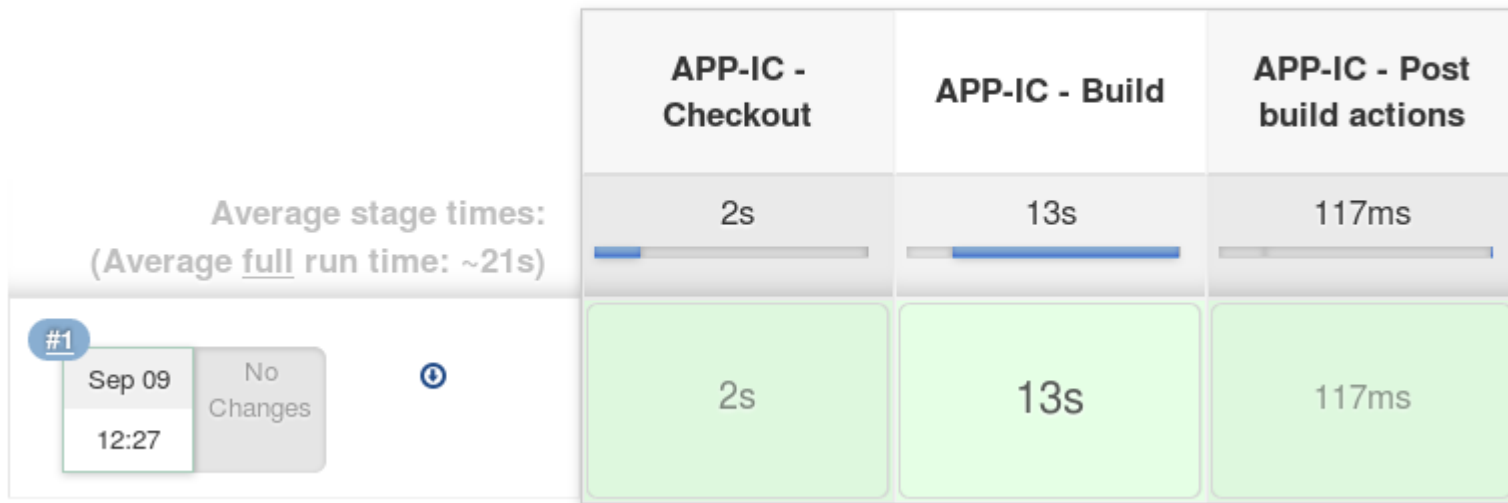 APP-IC -
Checkout
APP-IC - Build
APP-IC - Post
build actions
Average stage times:
(Average full run time: ~21s)
2s
13s
117ms
#1
Sep 09
12:27
No
Changes
2s
13s
117ms